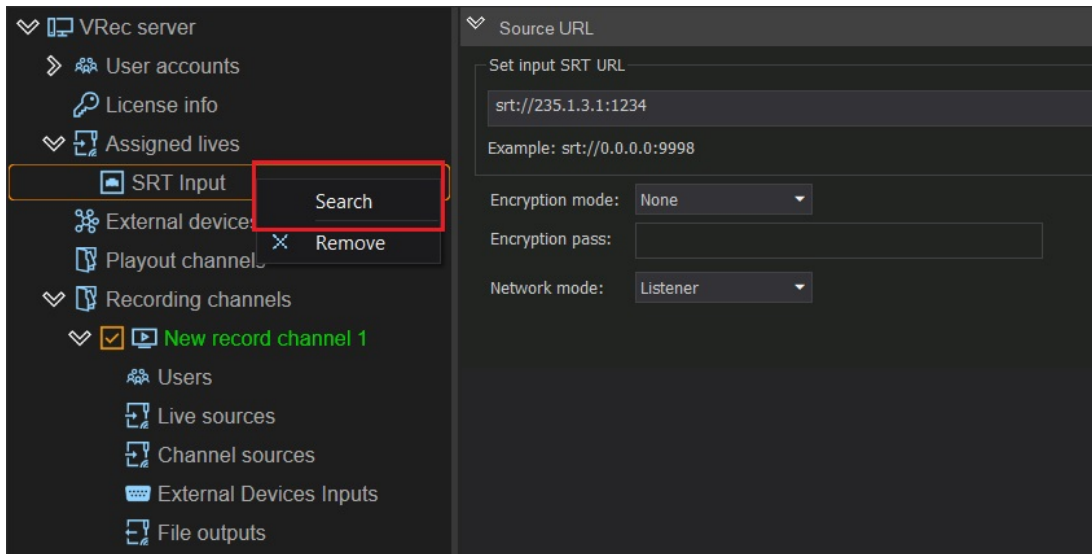 VRec server
User accounts
License info
Assigned lives
SRT Input
External devices
Playout channels
Recording channels
New record channel 1
Users
Live sources
Channel sources
External Devices Inputs
File outputs
Search
Remove
Source URL
Set input SRT URL
srt://235.1.3.1:1234
Example: srt://0.0.0.0:9998
Encryption mode: None
Encryption pass:
Network mode: Listener